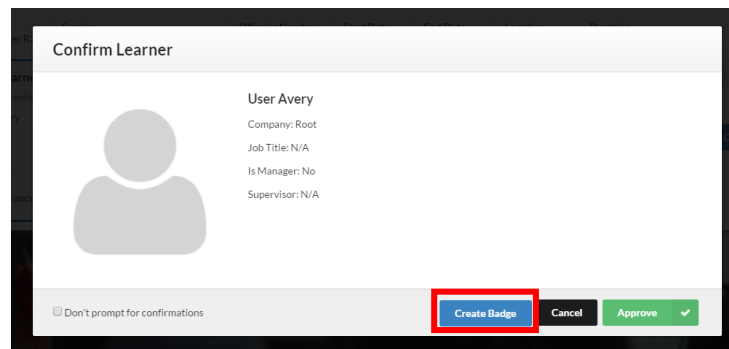 Confirm Learner
User Avery
Company: Root
Job Title: N/A
Is Manager: No
Supervisor: N/A
Don't prompt for confirmations
Create Badge
Cancel
Approve